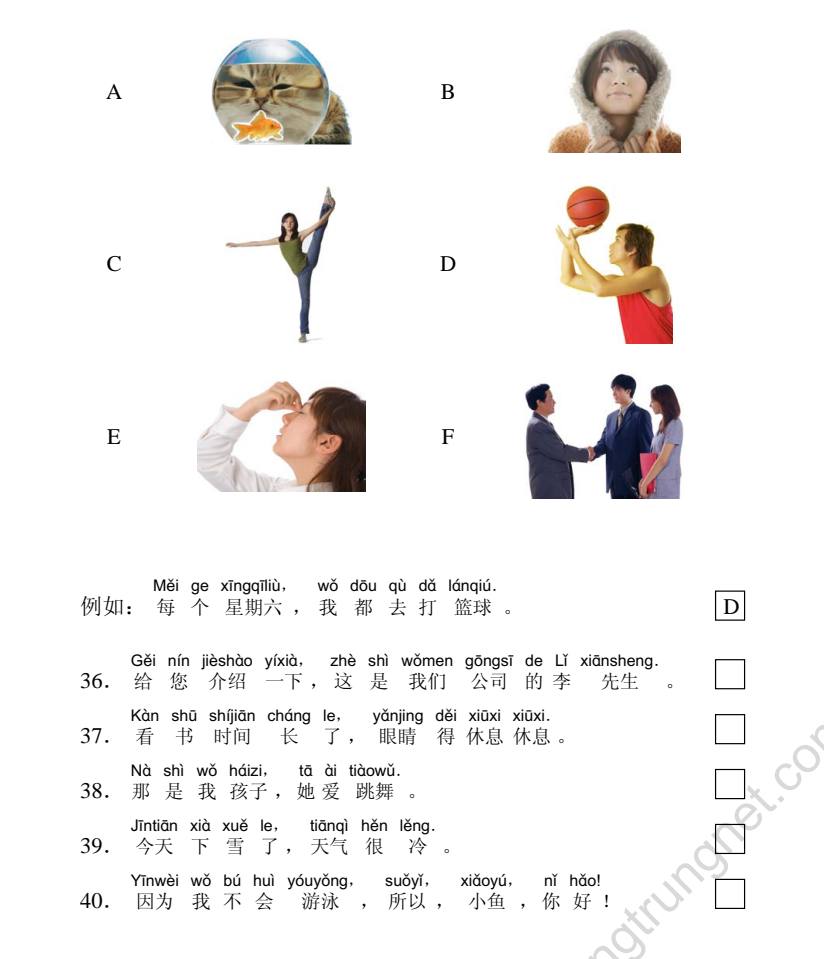 A
B
C
D
E
F
Měi ge xīngqīliù, wǒ dōu qù dǎ lánqiú.
例如： 每 个 星期六 ， 我 都 去 打 篮球 。 D
Gěi nín jièshào yíxià, zhè shì wǒmen gōngsī de Lǐ xiānsheng.
36． 给 您 介绍 一下 ， 这 是 我们 公司 的 李 先生 。
Kàn shū shíjiān cháng le, yǎnjing děi xiūxi xiūxi.
37． 看 书 时间 长 了 ， 眼睛 得 休息 休息 。
Nà shì wǒ háizi, tā ài tiàowǔ.
38． 那 是 我 孩子 ， 她 爱 跳舞 。
Jīntiān xià xuě le, tiānqì hěn lěng.
39． 今天 下 雪 了 ， 天气 很 冷 。
Yīnwèi wǒ bú huì yóuyǒng, suǒyǐ, xiǎoyú, nǐ hǎo!
40． 因为 我 不 会 游泳 ， 所以 ， 小鱼 ， 你 好 ！